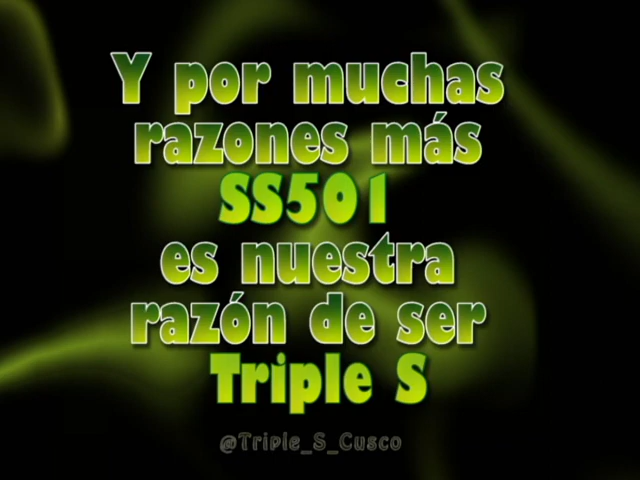 Y por muchas
razones más
SS501
es nuestra
razón de ser
Triple S
@Triple_S_Cusco